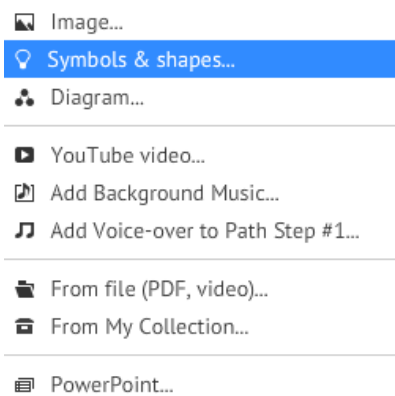 Image...
Symbols & shapes...
Diagram...
YouTube video...
Add Background Music...
Add Voice-over to Path Step #1...
From file (PDF, video)...
From My Collection...
PowerPoint...